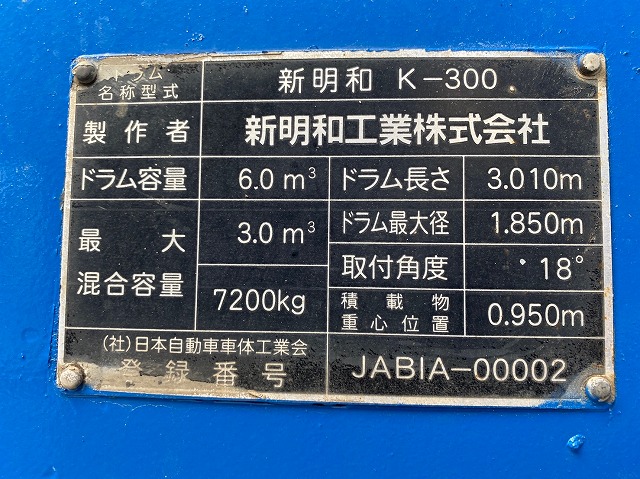 ドラム
名称型式
新明和 K-300
製作者
新明和工業株式会社
ドラム容量
6.0 m³
ドラム長さ
3.010m
最大
混合容量
3.0 m³
7200kg
ドラム最大径
1.850m
取付角度
18°
積載物
重心位置
0.950m
(社)日本自動車車体工業会
登録番号
JABIA-00002